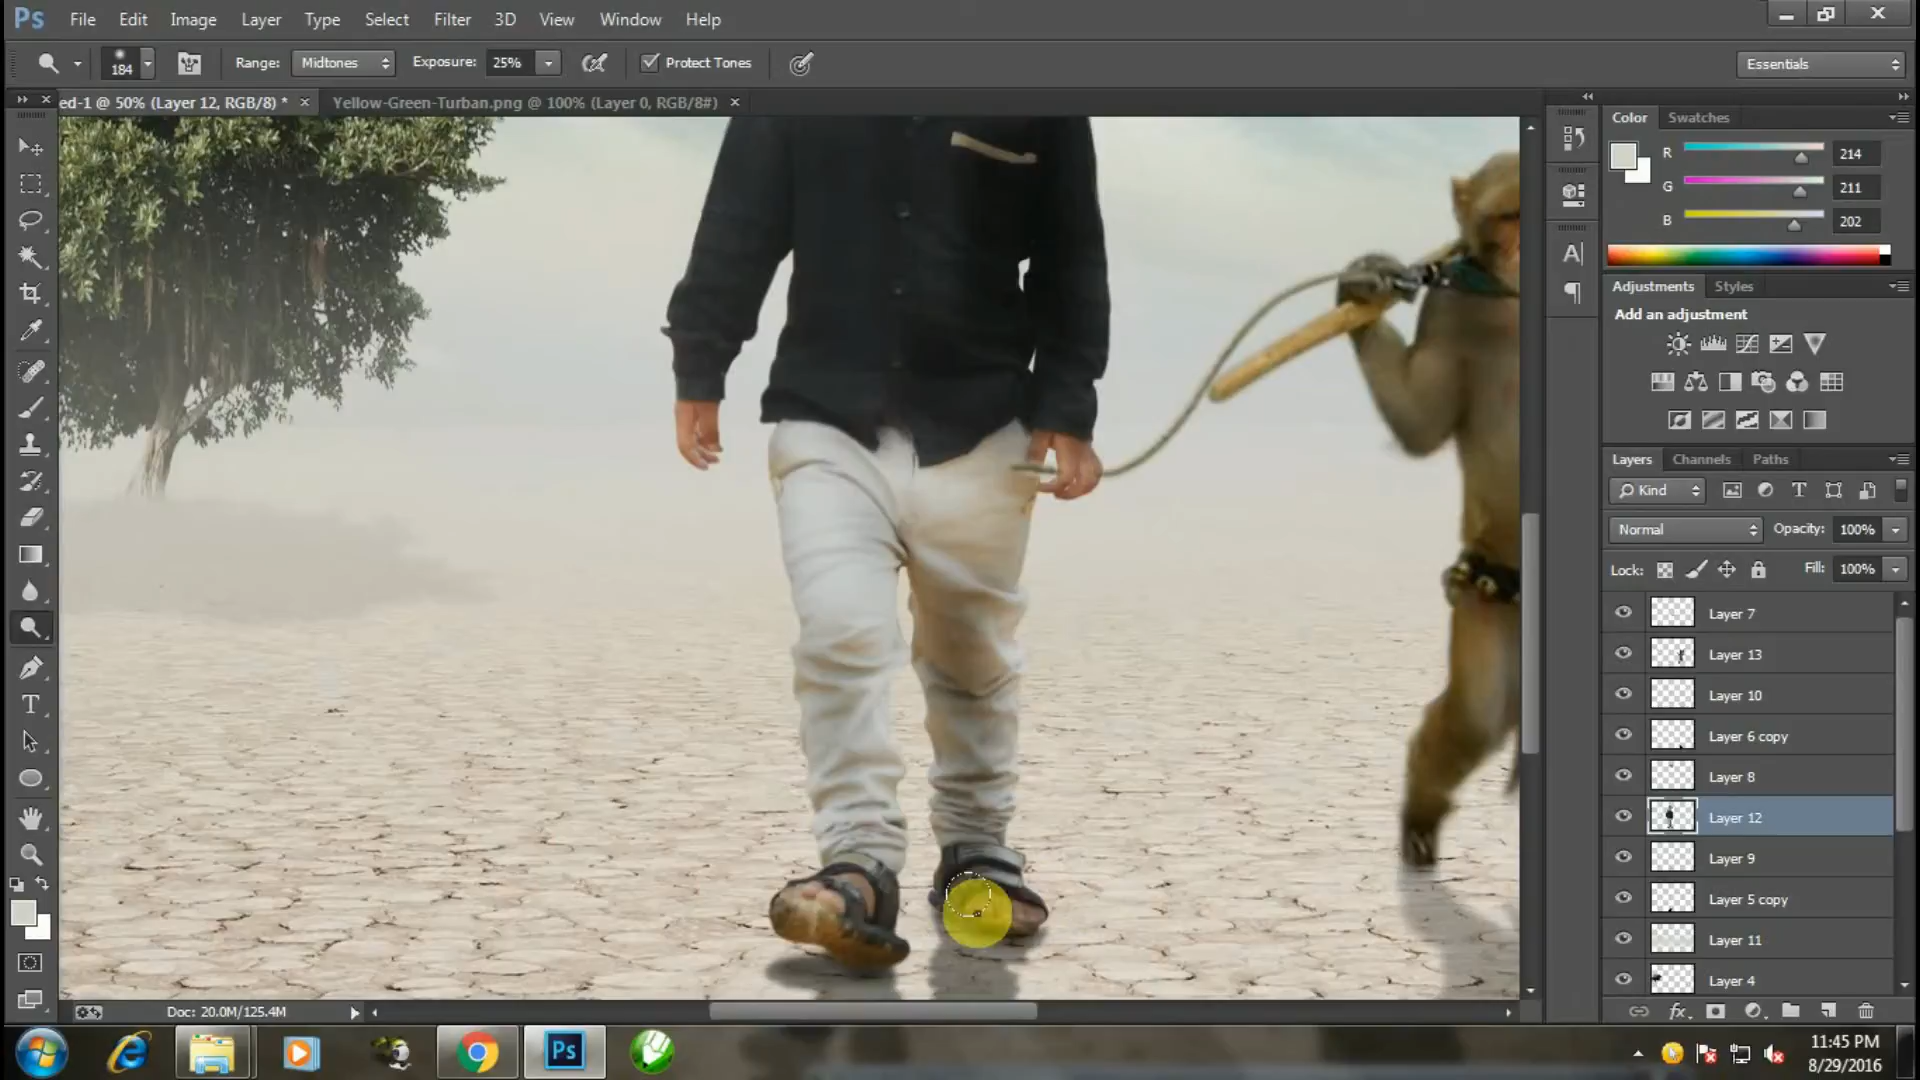 Ps File Edit Image Layer Type Select Filter 3D View Window Help
184 Range: Midtones Exposure: 25% Protect Tones Essentials
ed-1 @ 50% (Layer 12, RGB/8) * Yellow-Green-Turban.png @ 100% (Layer 0, RGB/8#)
Color Swatches
R 214
G 211
B 202
Adjustments Styles
Add an adjustment
Layers Channels Paths
Kind
Normal Opacity: 100%
Lock: Fill: 100%
Layer 7
Layer 13
Layer 10
Layer 6 copy
Layer 8
Layer 12
Layer 9
Layer 5 copy
Layer 11
Layer 4
Doc: 20.0M/125.4M
Ps
11:45 PM
8/29/2016